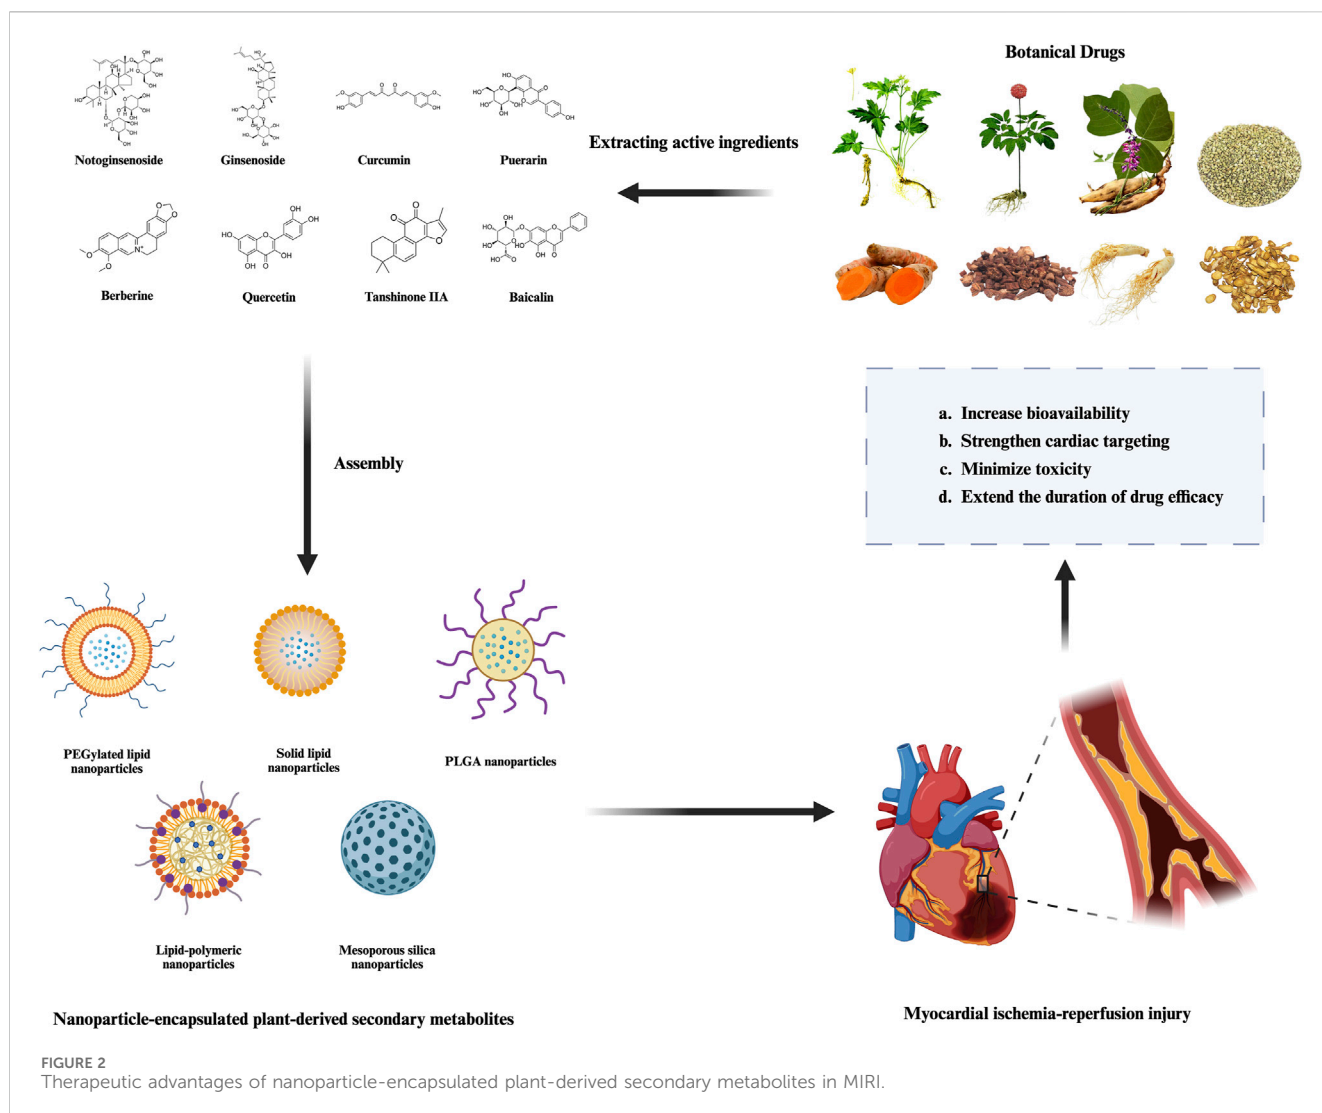 Notoginsenoside
Ginsenoside
Curcumin
Puerarin
Berberine
Quercetin
Tanshinone IIA
Baicalin
Extracting active ingredients
Botanical Drugs
Assembly
a. Increase bioavailability
b. Strengthen cardiac targeting
c. Minimize toxicity
d. Extend the duration of drug efficacy
PEGylated lipid
nanoparticles
Solid lipid
nanoparticles
PLGA nanoparticles
Lipid-polymeric
nanoparticles
Mesoporous silica
nanoparticles
Nanoparticle-encapsulated plant-derived secondary metabolites
Myocardial ischemia-reperfusion injury
FIGURE 2
Therapeutic advantages of nanoparticle-encapsulated plant-derived secondary metabolites in MIRI.